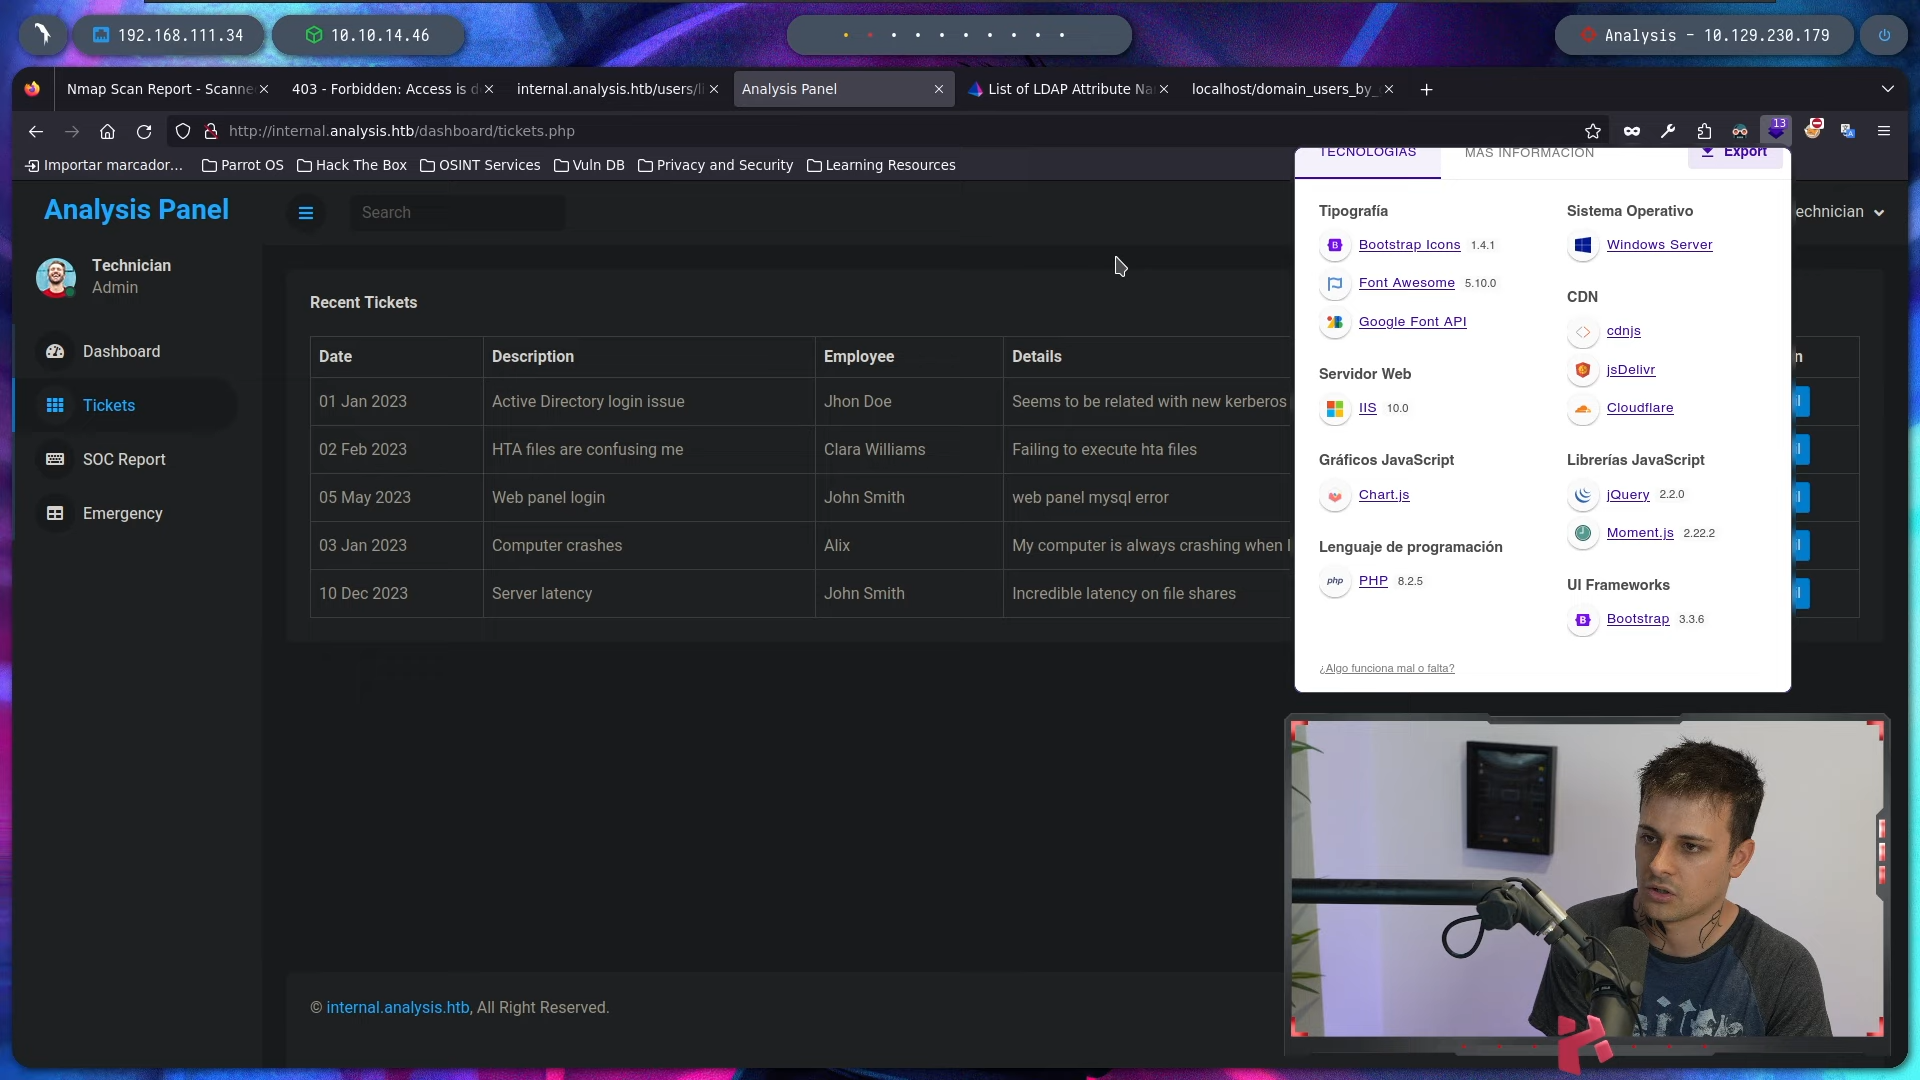 192.168.111.34
10.10.14.46
Analysis - 10.129.230.179
Nmap Scan Report - Scanne
403 - Forbidden: Access is d
internal.analysis.htb/users/li
Analysis Panel
List of LDAP Attribute Na
localhost/domain_users_by_
http://internal.analysis.htb/dashboard/tickets.php
13
Importar marcador...
Parrot OS
Hack The Box
OSINT Services
Vuln DB
Privacy and Security
Learning Resources
Analysis Panel
Search
echnician
Technician
Admin
Dashboard
Tickets
SOC Report
Emergency
Recent Tickets
Date Description Employee Details
01 Jan 2023 Active Directory login issue Jhon Doe Seems to be related with new kerberos
02 Feb 2023 HTA files are confusing me Clara Williams Failing to execute hta files
05 May 2023 Web panel login John Smith web panel mysql error
03 Jan 2023 Computer crashes Alix My computer is always crashing when I
10 Dec 2023 Server latency John Smith Incredible latency on file shares
© internal.analysis.htb, All Right Reserved.
TECNOLOGÍAS
MÁS INFORMACIÓN
Export
Tipografía
Bootstrap Icons 1.4.1
Font Awesome 5.10.0
Google Font API
Servidor Web
IIS 10.0
Gráficos JavaScript
Chart.js
Lenguaje de programación
php PHP 8.2.5
Sistema Operativo
Windows Server
CDN
cdnjs
jsDelivr
Cloudflare
Librerías JavaScript
jQuery 2.2.0
Moment.js 2.22.2
UI Frameworks
Bootstrap 3.3.6
¿Algo funciona mal o falta?